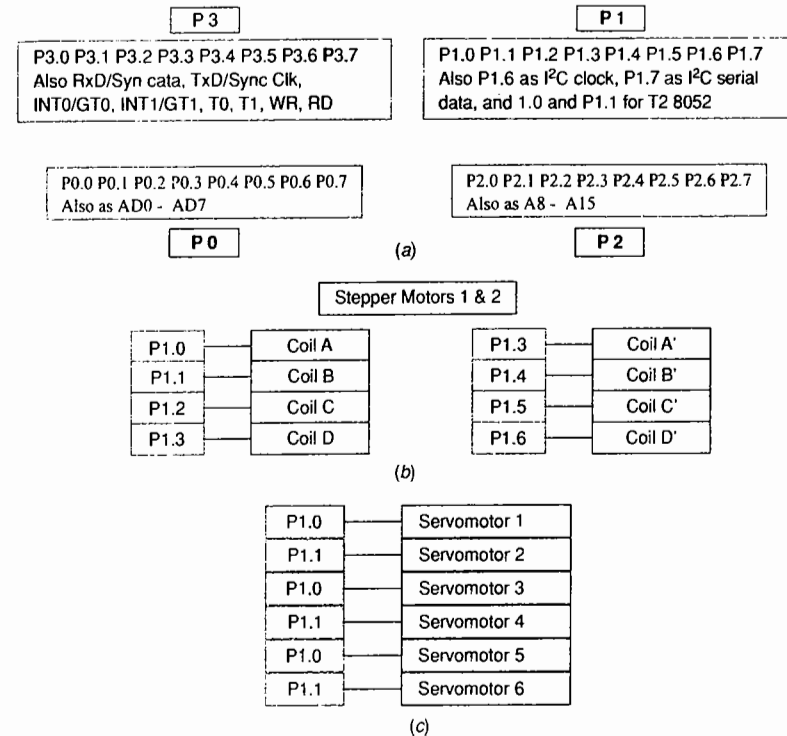 P 3
P3.0 P3.1 P3.2 P3.3 P3.4 P3.5 P3.6 P3.7
Also RxD/Syn cata, TxD/Sync Clk,
INT0/GT0, INT1/GT1, T0, T1, WR, RD
P 1
P1.0 P1.1 P1.2 P1.3 P1.4 P1.5 P1.6 P1.7
Also P1.6 as I²C clock, P1.7 as I²C serial
data, and 1.0 and P1.1 for T2 8052
P0.0 P0.1 P0.2 P0.3 P0.4 P0.5 P0.6 P0.7
Also as AD0 - AD7
P 0
P2.0 P2.1 P2.2 P2.3 P2.4 P2.5 P2.6 P2.7
Also as A8 - A15
P 2
(a)
Stepper Motors 1 & 2
P1.0 Coil A
P1.1 Coil B
P1.2 Coil C
P1.3 Coil D
P1.3 Coil A'
P1.4 Coil B'
P1.5 Coil C'
P1.6 Coil D'
(b)
P1.0 Servomotor 1
P1.1 Servomotor 2
P1.0 Servomotor 3
P1.1 Servomotor 4
P1.0 Servomotor 5
P1.1 Servomotor 6
(c)